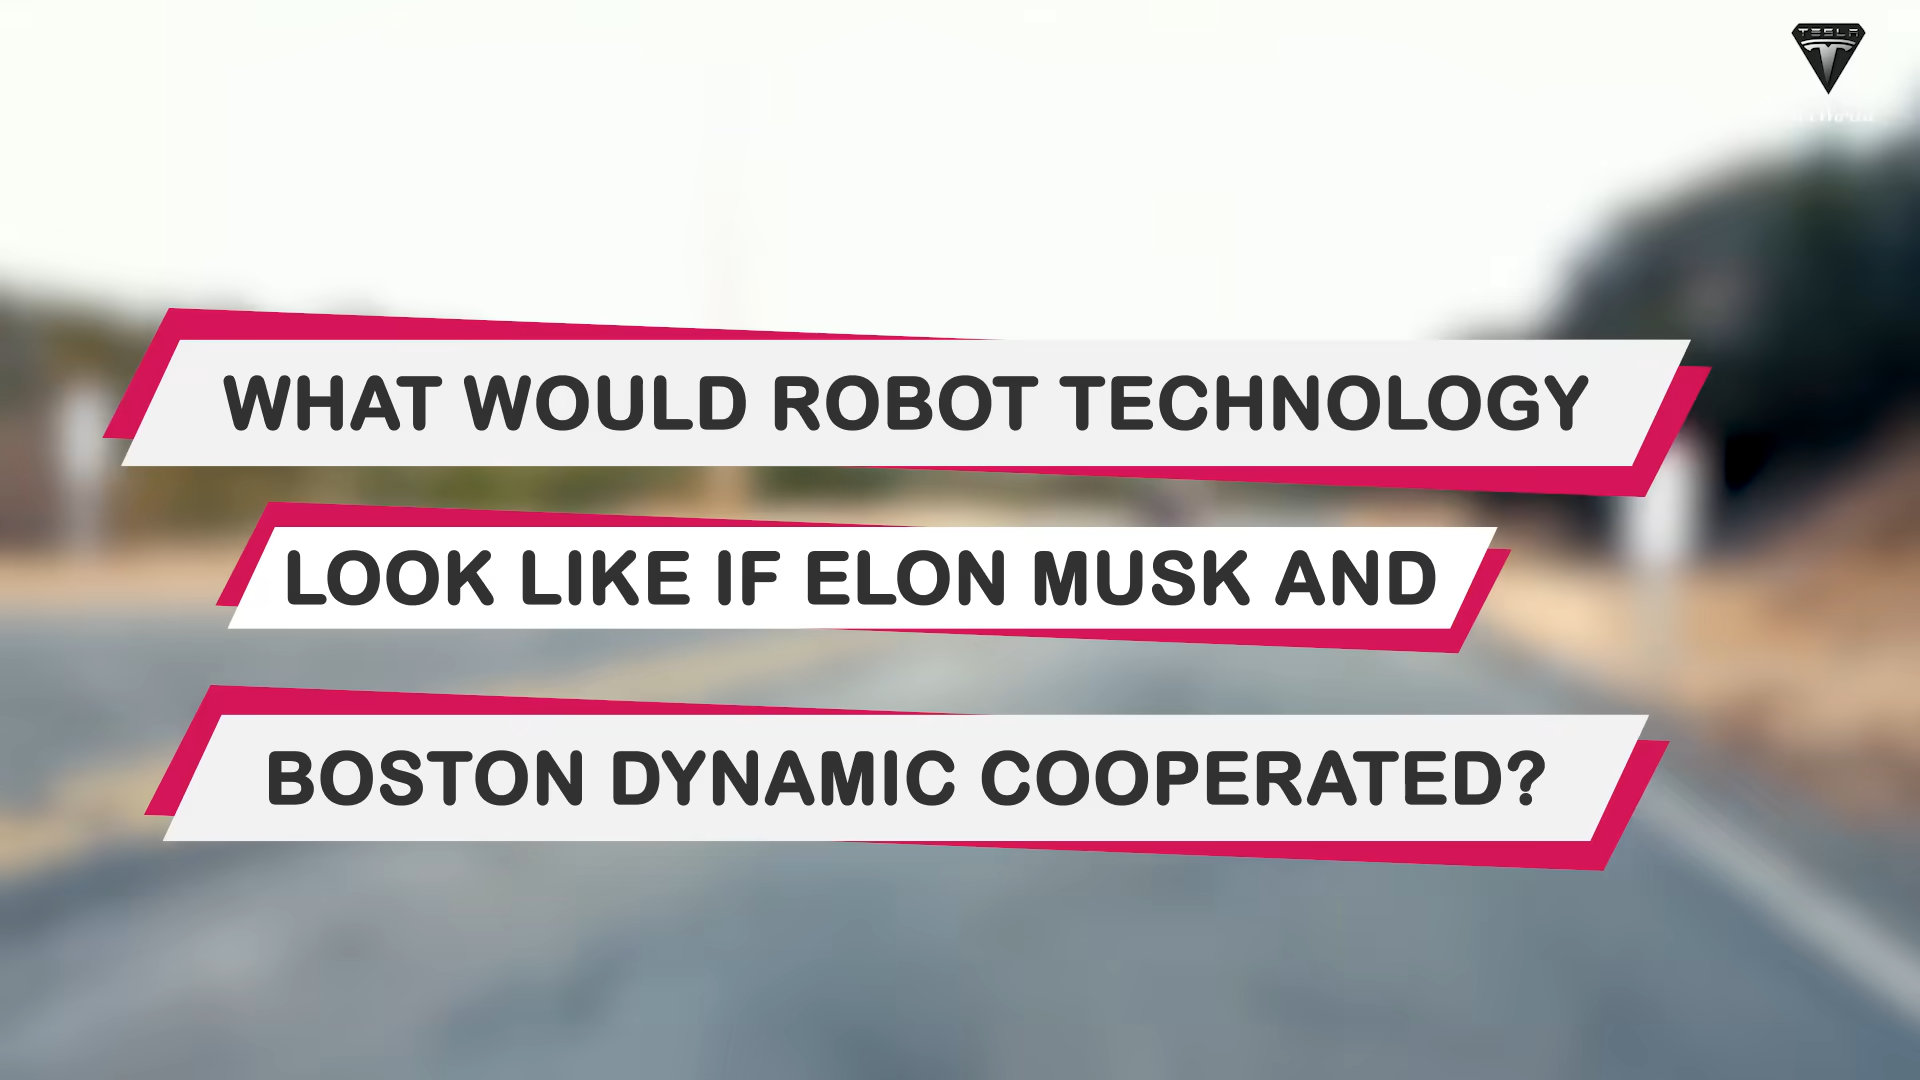 TESLA
WHAT WOULD ROBOT TECHNOLOGY
LOOK LIKE IF ELON MUSK AND
BOSTON DYNAMIC COOPERATED?